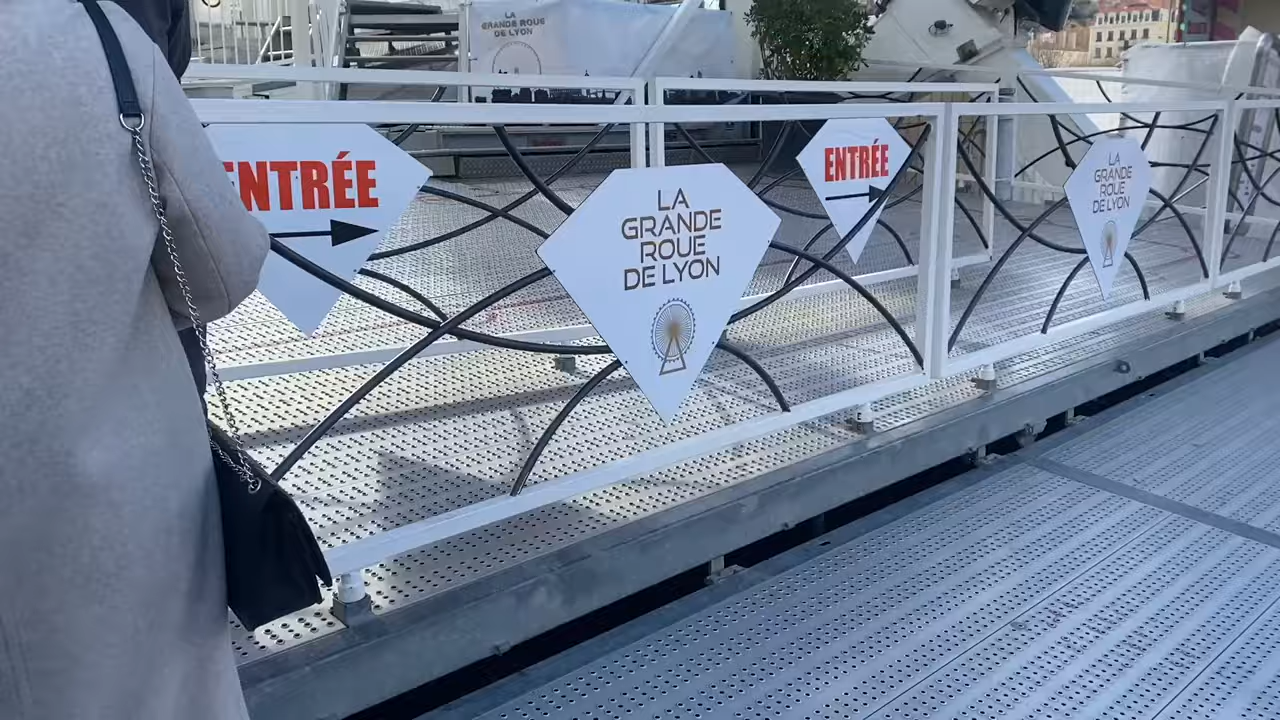 LA
GRANDE ROUE
DE LYON
ENTRÉE
ENTRÉE
LA
GRANDE
ROUE
DE LYON
LA
GRANDE
ROUE
DE LYON